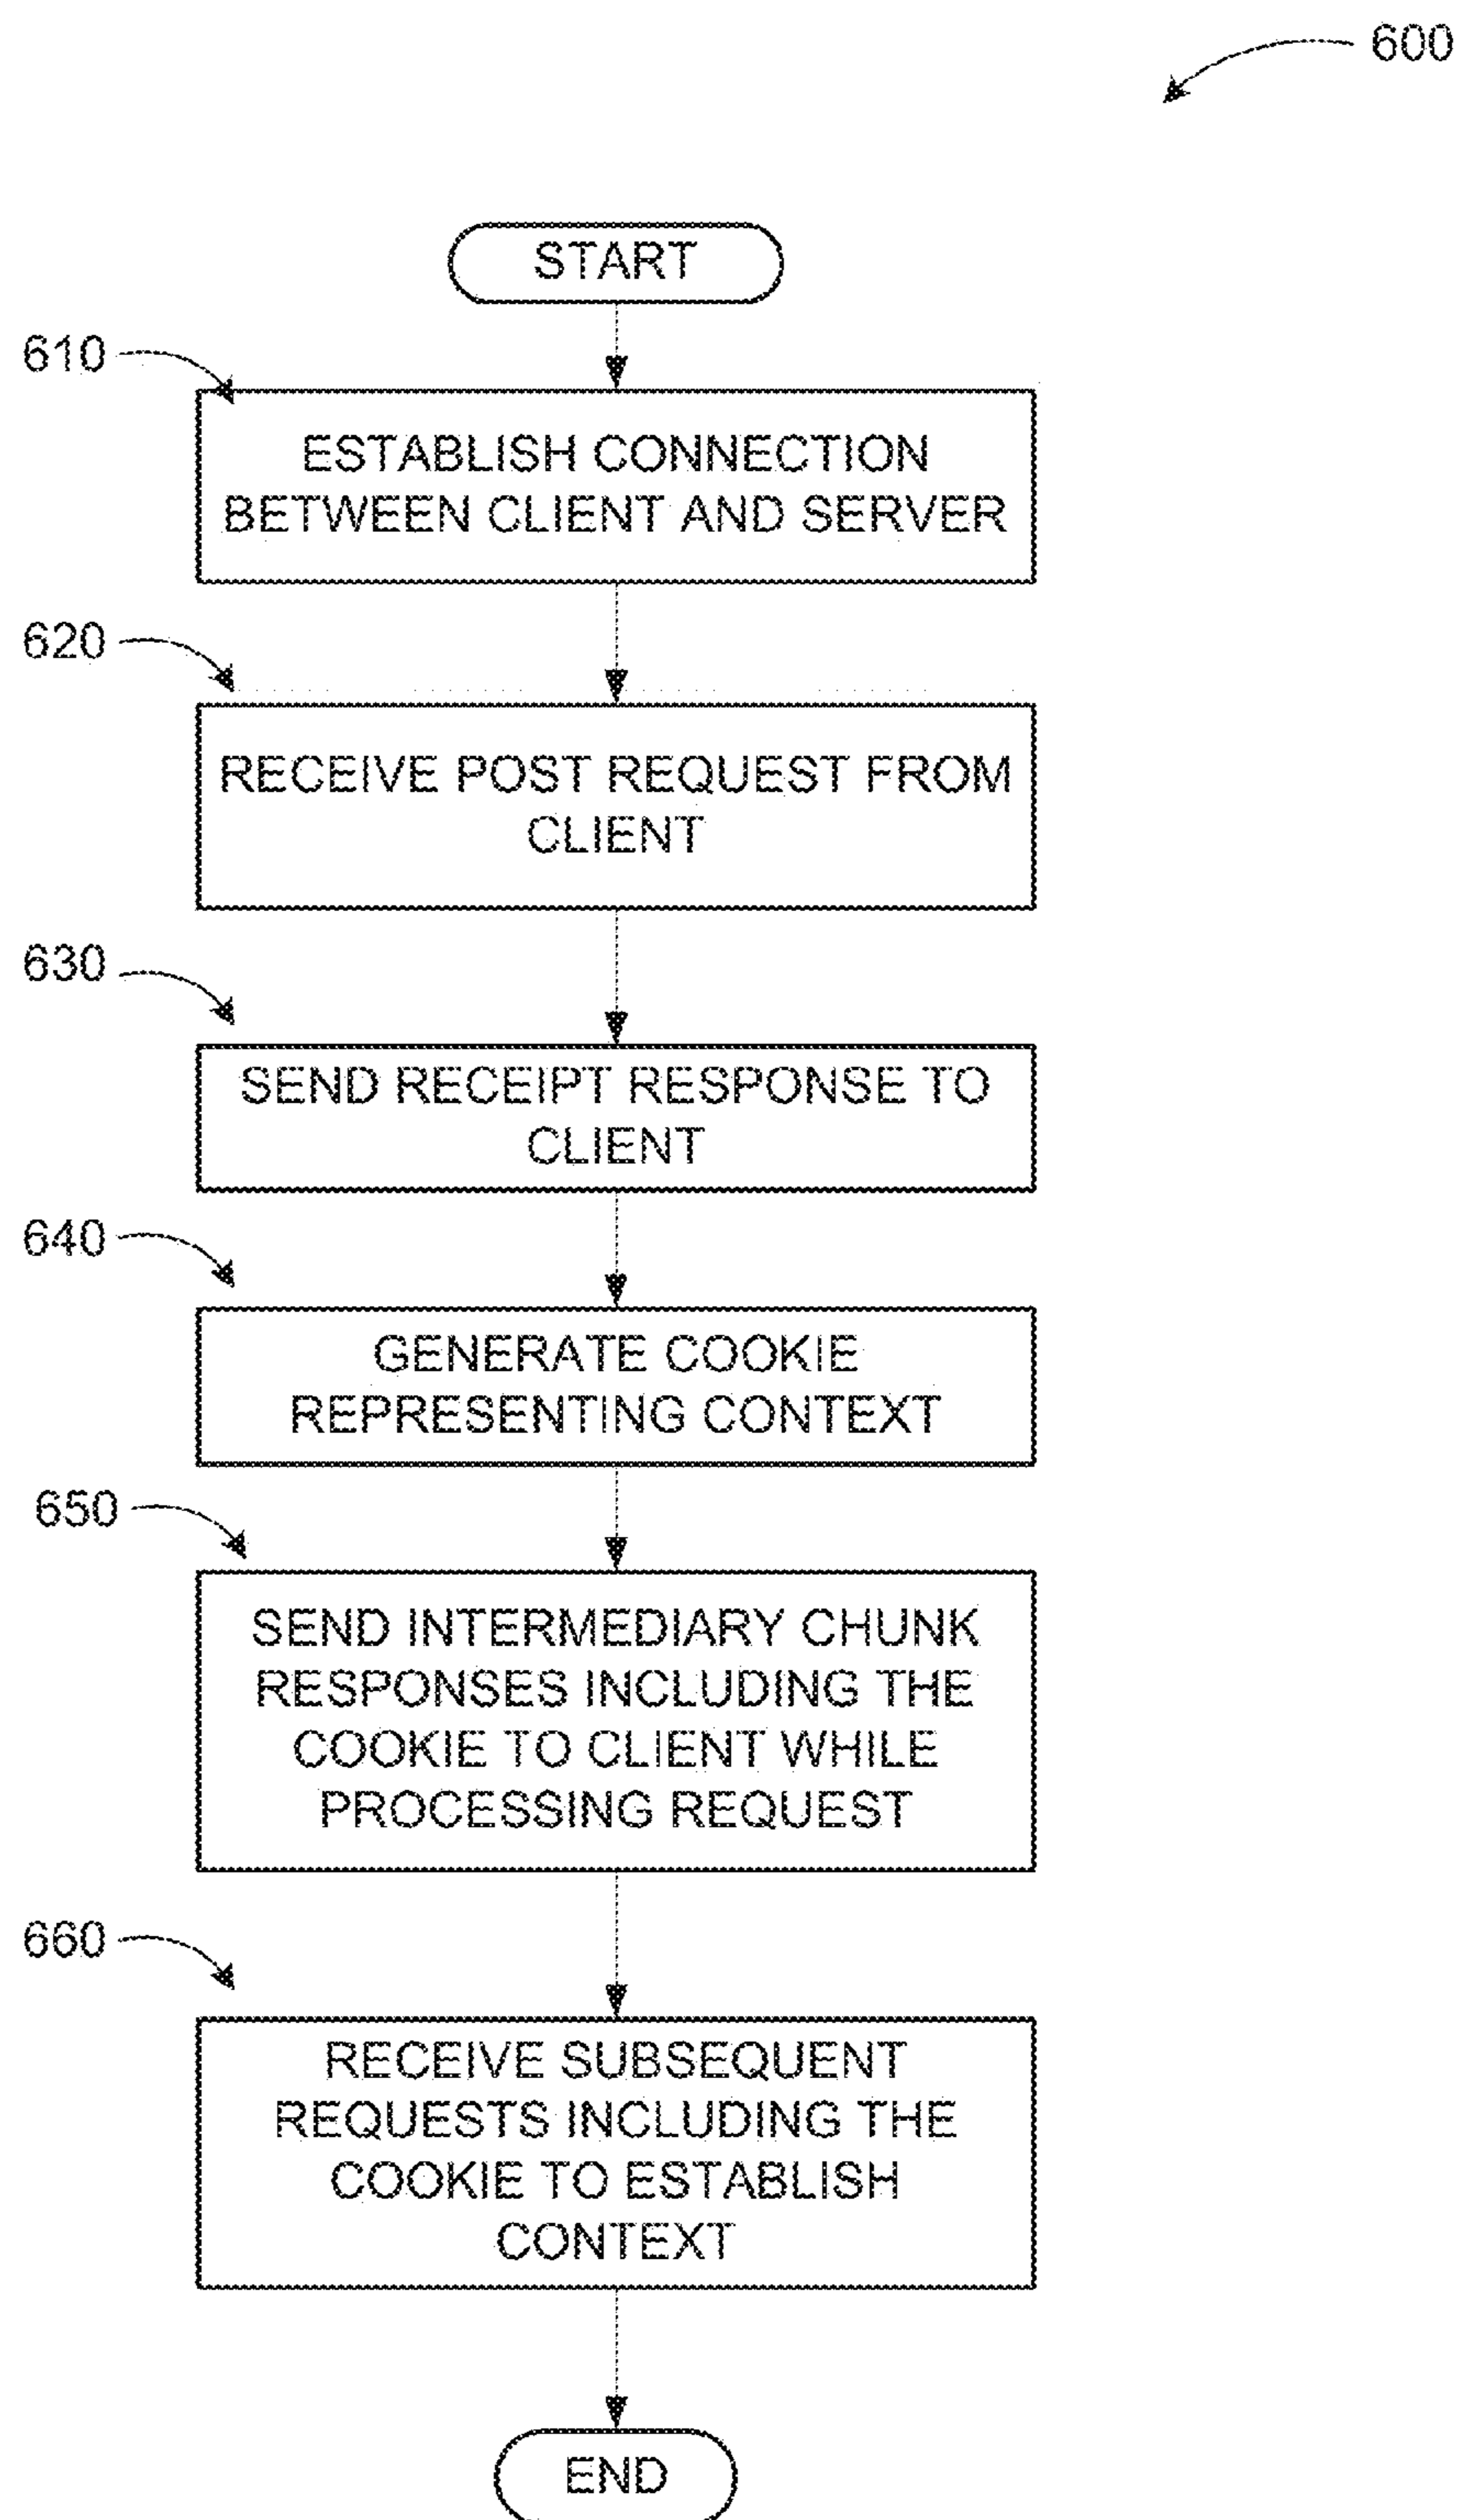 600
START
610
ESTABLISH CONNECTION
BETWEEN CLIENT AND SERVER
620
RECEIVE POST REQUEST FROM
CLIENT
630
SEND RECEIPT RESPONSE TO
CLIENT
640
GENERATE COOKIE
REPRESENTING CONTEXT
650
SEND INTERMEDIARY CHUNK
RESPONSES INCLUDING THE
COOKIE TO CLIENT WHILE
PROCESSING REQUEST
660
RECEIVE SUBSEQUENT
REQUESTS INCLUDING THE
COOKIE TO ESTABLISH
CONTEXT
END